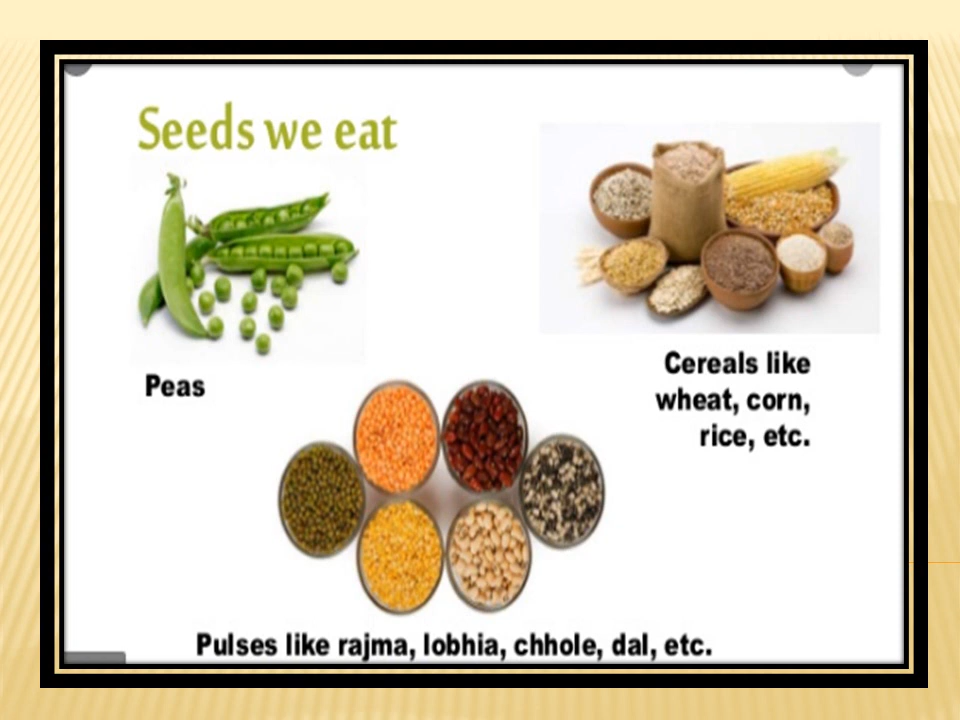 Seeds we eat
Peas
Cereals like
wheat, corn,
rice, etc.
Pulses like rajma, lobhia, chhole, dal, etc.